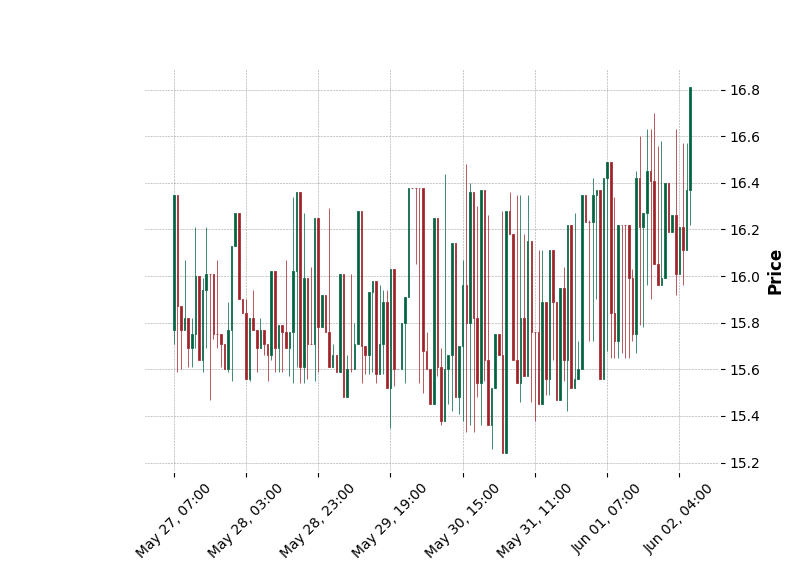 16.8
16.6
16.4
16.2
16.0
15.8
15.6
15.4
15.2
Price
May 27, 07:00
May 28, 03:00
May 28, 23:00
May 29, 19:00
May 30, 15:00
May 31, 11:00
Jun 01, 07:00
Jun 02, 04:00